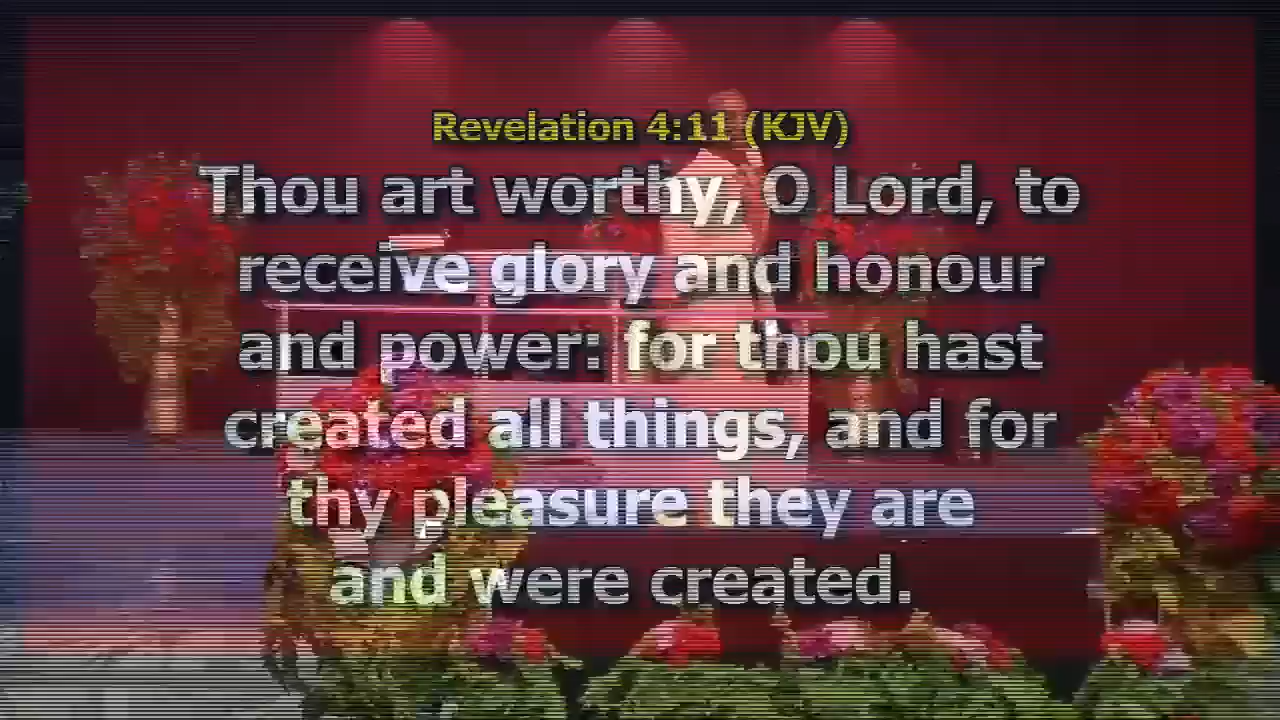 Revelation 4:11 (KJV)
Thou art worthy, O Lord, to
receive glory and honour
and power: for thou hast
created all things, and for
thy pleasure they are
and were created.